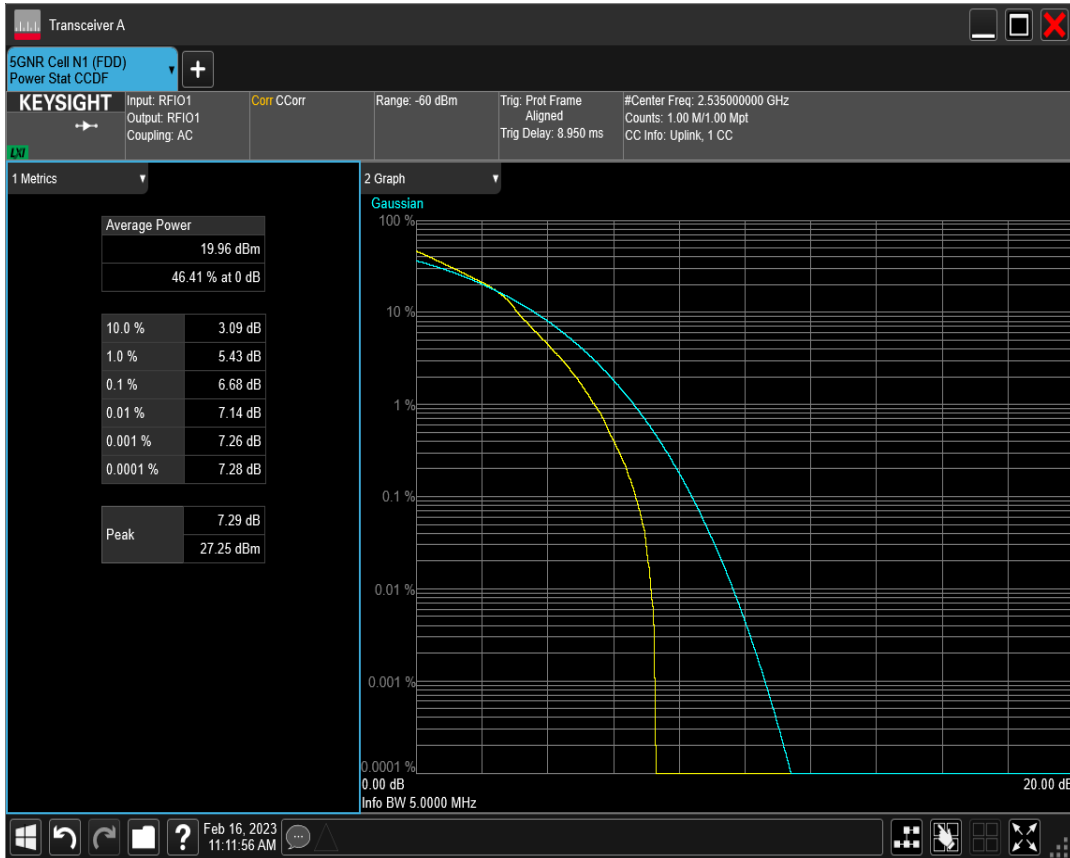 Transceiver A
5GNR Cell N1 (FDD)
Power Stat CCDF
+
KEYSIGHT
LXI
Input: RFIO1
Output: RFIO1
Coupling: AC
Corr CCorr
Range: -60 dBm
Trig: Prot Frame
Aligned
Trig Delay: 8.950 ms
#Center Freq: 2.535000000 GHz
Counts: 1.00 M/1.00 Mpt
CC Info: Uplink, 1 CC
1 Metrics
Average Power
19.96 dBm
46.41 % at 0 dB
10.0 % 3.09 dB
1.0 % 5.43 dB
0.1 % 6.68 dB
0.01 % 7.14 dB
0.001 % 7.26 dB
0.0001 % 7.28 dB
Peak
7.29 dB
27.25 dBm
2 Graph
Gaussian
100 %
10 %
1 %
0.1 %
0.01 %
0.001 %
0.0001 %
0.00 dB
20.00 dB
Info BW 5.0000 MHz
?
Feb 16, 2023
11:11:56 AM